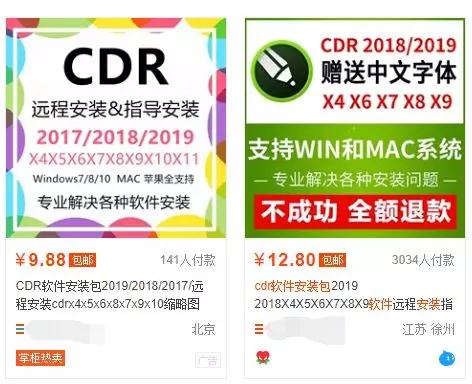 CDR
远程安装&指导安装
2017/2018/2019
X4X5X6X7X8X9X10X11
Windows7/8/10 MAC 苹果全支持
专业解决各种软件安装
¥9.88 包邮
141人付款
CDR软件安装包2019/2018/2017/远
程安装cdrx4x5x6x8x7x9x10缩略图
北京
掌柜热卖
广告
CDR 2018/2019
赠送中文字体
X4 X6 X7 X8 X9
支持WIN和MAC系统
专业解决各种安装问题
不成功 全额退款
¥12.80 包邮
3034人付款
cdr软件安装包2019
2018X4X5X6X7X8X9软件远程安装指
江苏 徐州